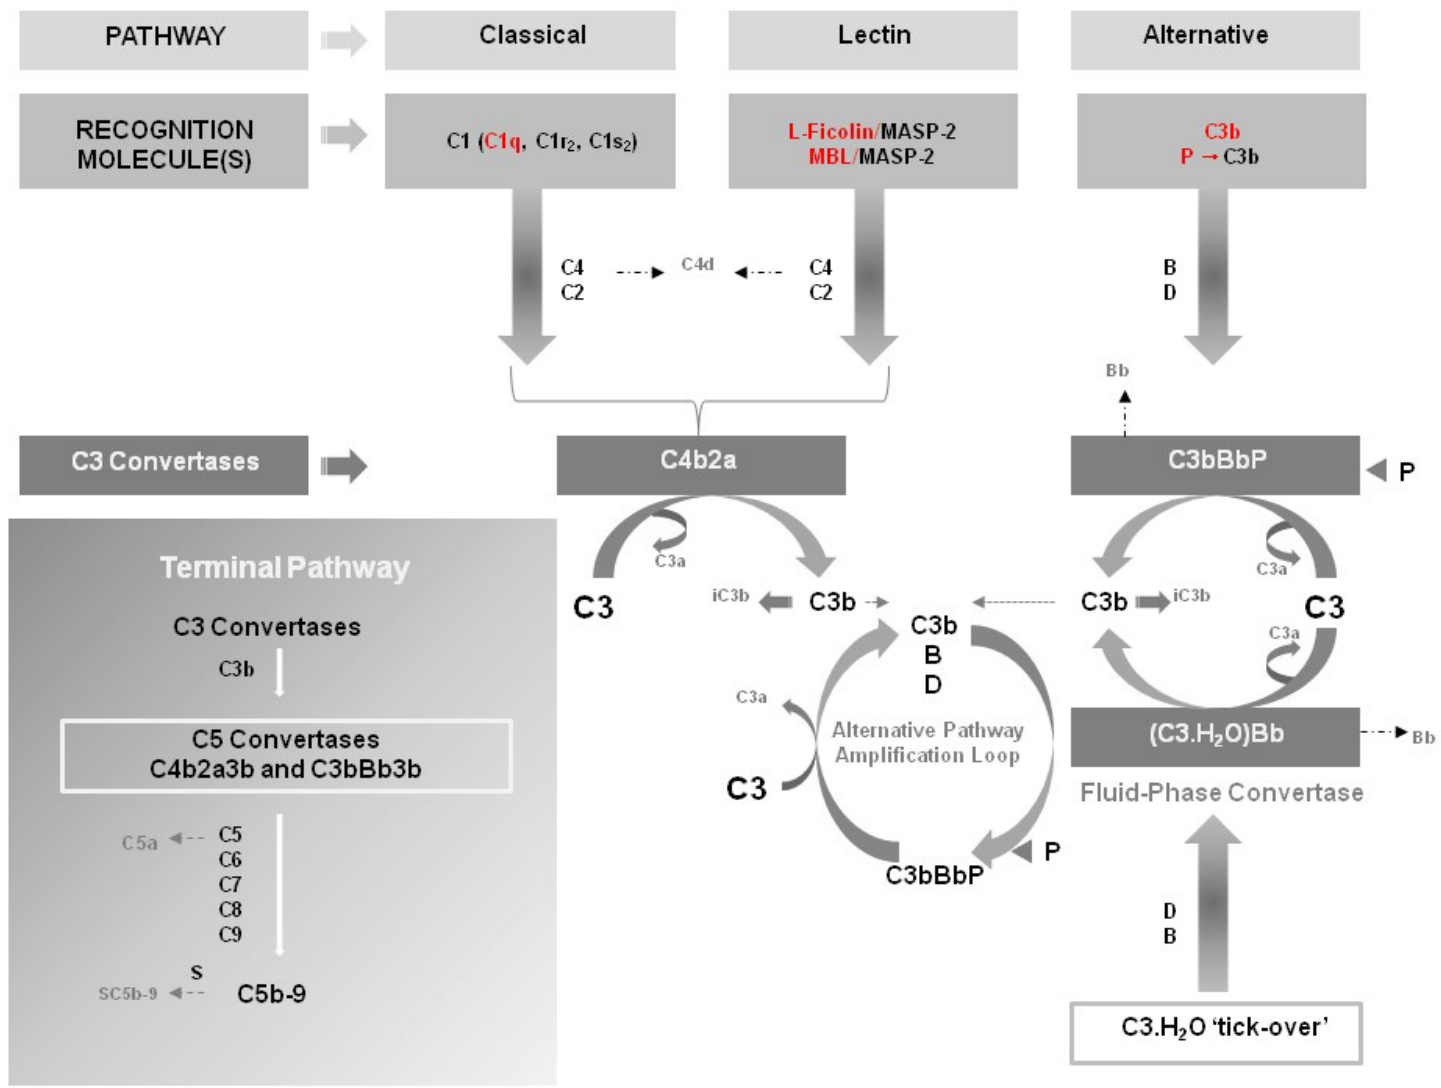 PATHWAY
Classical
Lectin
Alternative
RECOGNITION
MOLECULE(S)
C1 (C1q, C1r₂, C1s₂)
L-Ficolin/MASP-2
MBL/MASP-2
C3b
P → C3b
C4
C2
C4d
C4
C2
B
D
Bb
C3 Convertases
C4b2a
C3bBbP
P
C3a
C3
iC3b
C3b
C3b
B
D
C3a
C3b
iC3b
C3
C3a
C3a
Alternative Pathway
Amplification Loop
C3
C3bBbP
P
(C3.H₂O)Bb
Bb
Fluid-Phase Convertase
D
B
C3.H₂O ‘tick-over’
Terminal Pathway
C3 Convertases
C3b
C5 Convertases
C4b2a3b and C3bBb3b
C5a
C5
C6
C7
C8
C9
S
SC5b-9
C5b-9